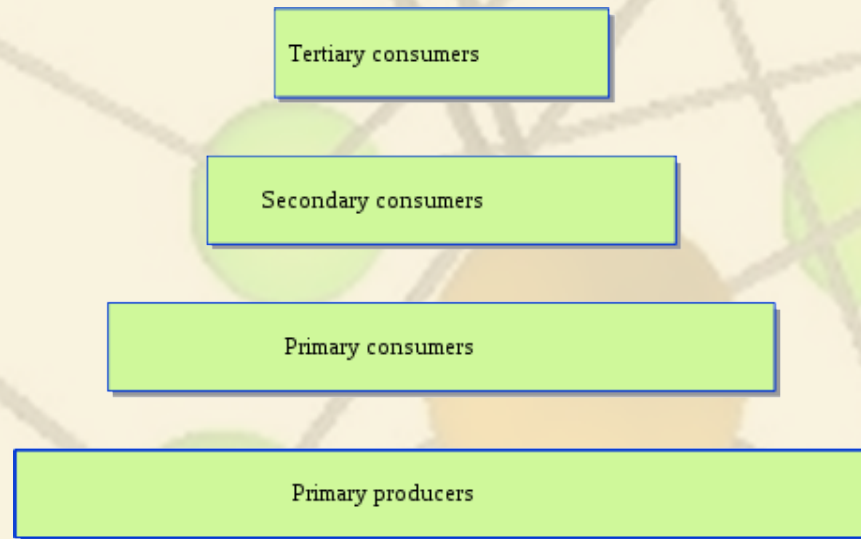 Tertiary consumers
Secondary consumers
Primary consumers
Primary producers